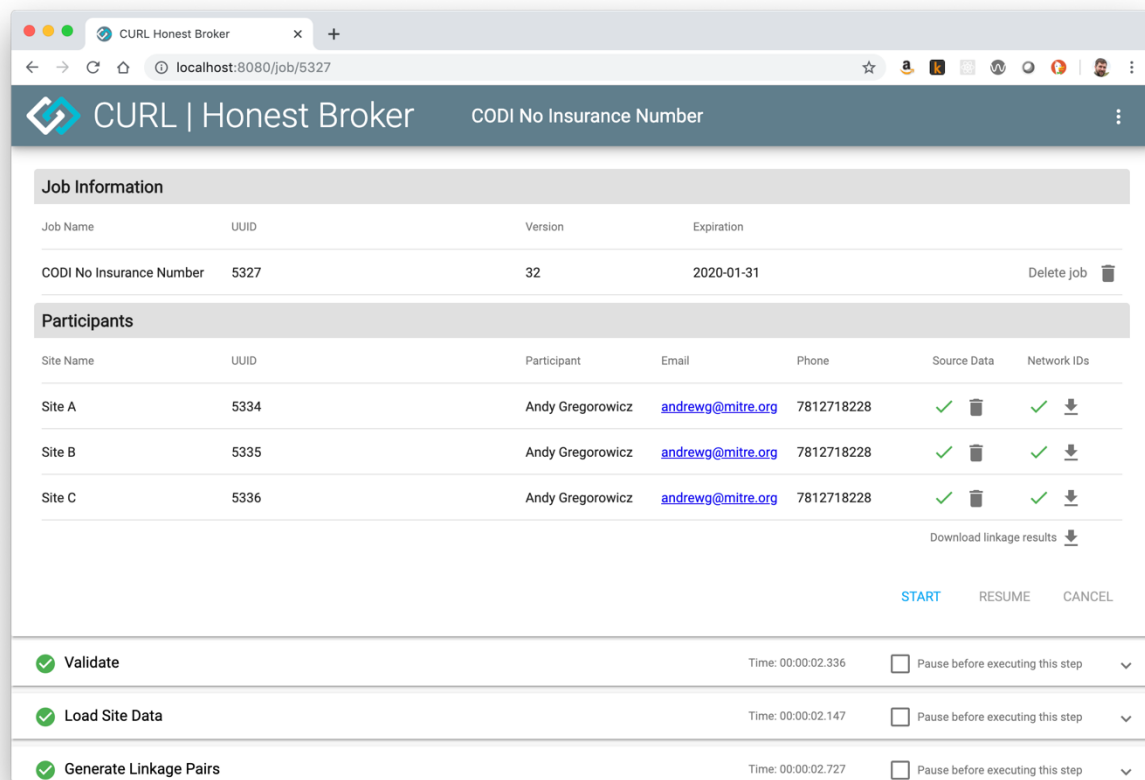 CURL Honest Broker
localhost:8080/job/5327
CURL | Honest Broker CODI No Insurance Number
Job Information
Job Name UUID Version Expiration
CODI No Insurance Number 5327 32 2020-01-31 Delete job
Participants
Site Name UUID Participant Email Phone Source Data Network IDs
Site A 5334 Andy Gregorowicz andrewg@mitre.org 7812718228
Site B 5335 Andy Gregorowicz andrewg@mitre.org 7812718228
Site C 5336 Andy Gregorowicz andrewg@mitre.org 7812718228
Download linkage results
START RESUME CANCEL
Validate Time: 00:00:02.336 Pause before executing this step
Load Site Data Time: 00:00:02.147 Pause before executing this step
Generate Linkage Pairs Time: 00:00:02.727 Pause before executing this step